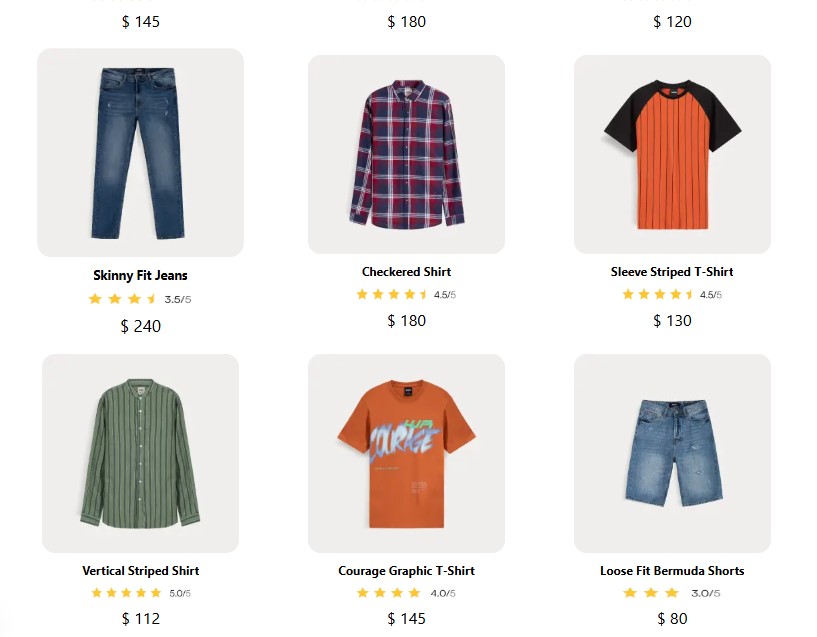 $ 145
$ 180
$ 120
Skinny Fit Jeans
3.5/5
$ 240
Checkered Shirt
4.5/5
$ 180
Sleeve Striped T-Shirt
4.5/5
$ 130
COURAGE
Vertical Striped Shirt
5.0/5
$ 112
Courage Graphic T-Shirt
4.0/5
$ 145
Loose Fit Bermuda Shorts
3.0/5
$ 80